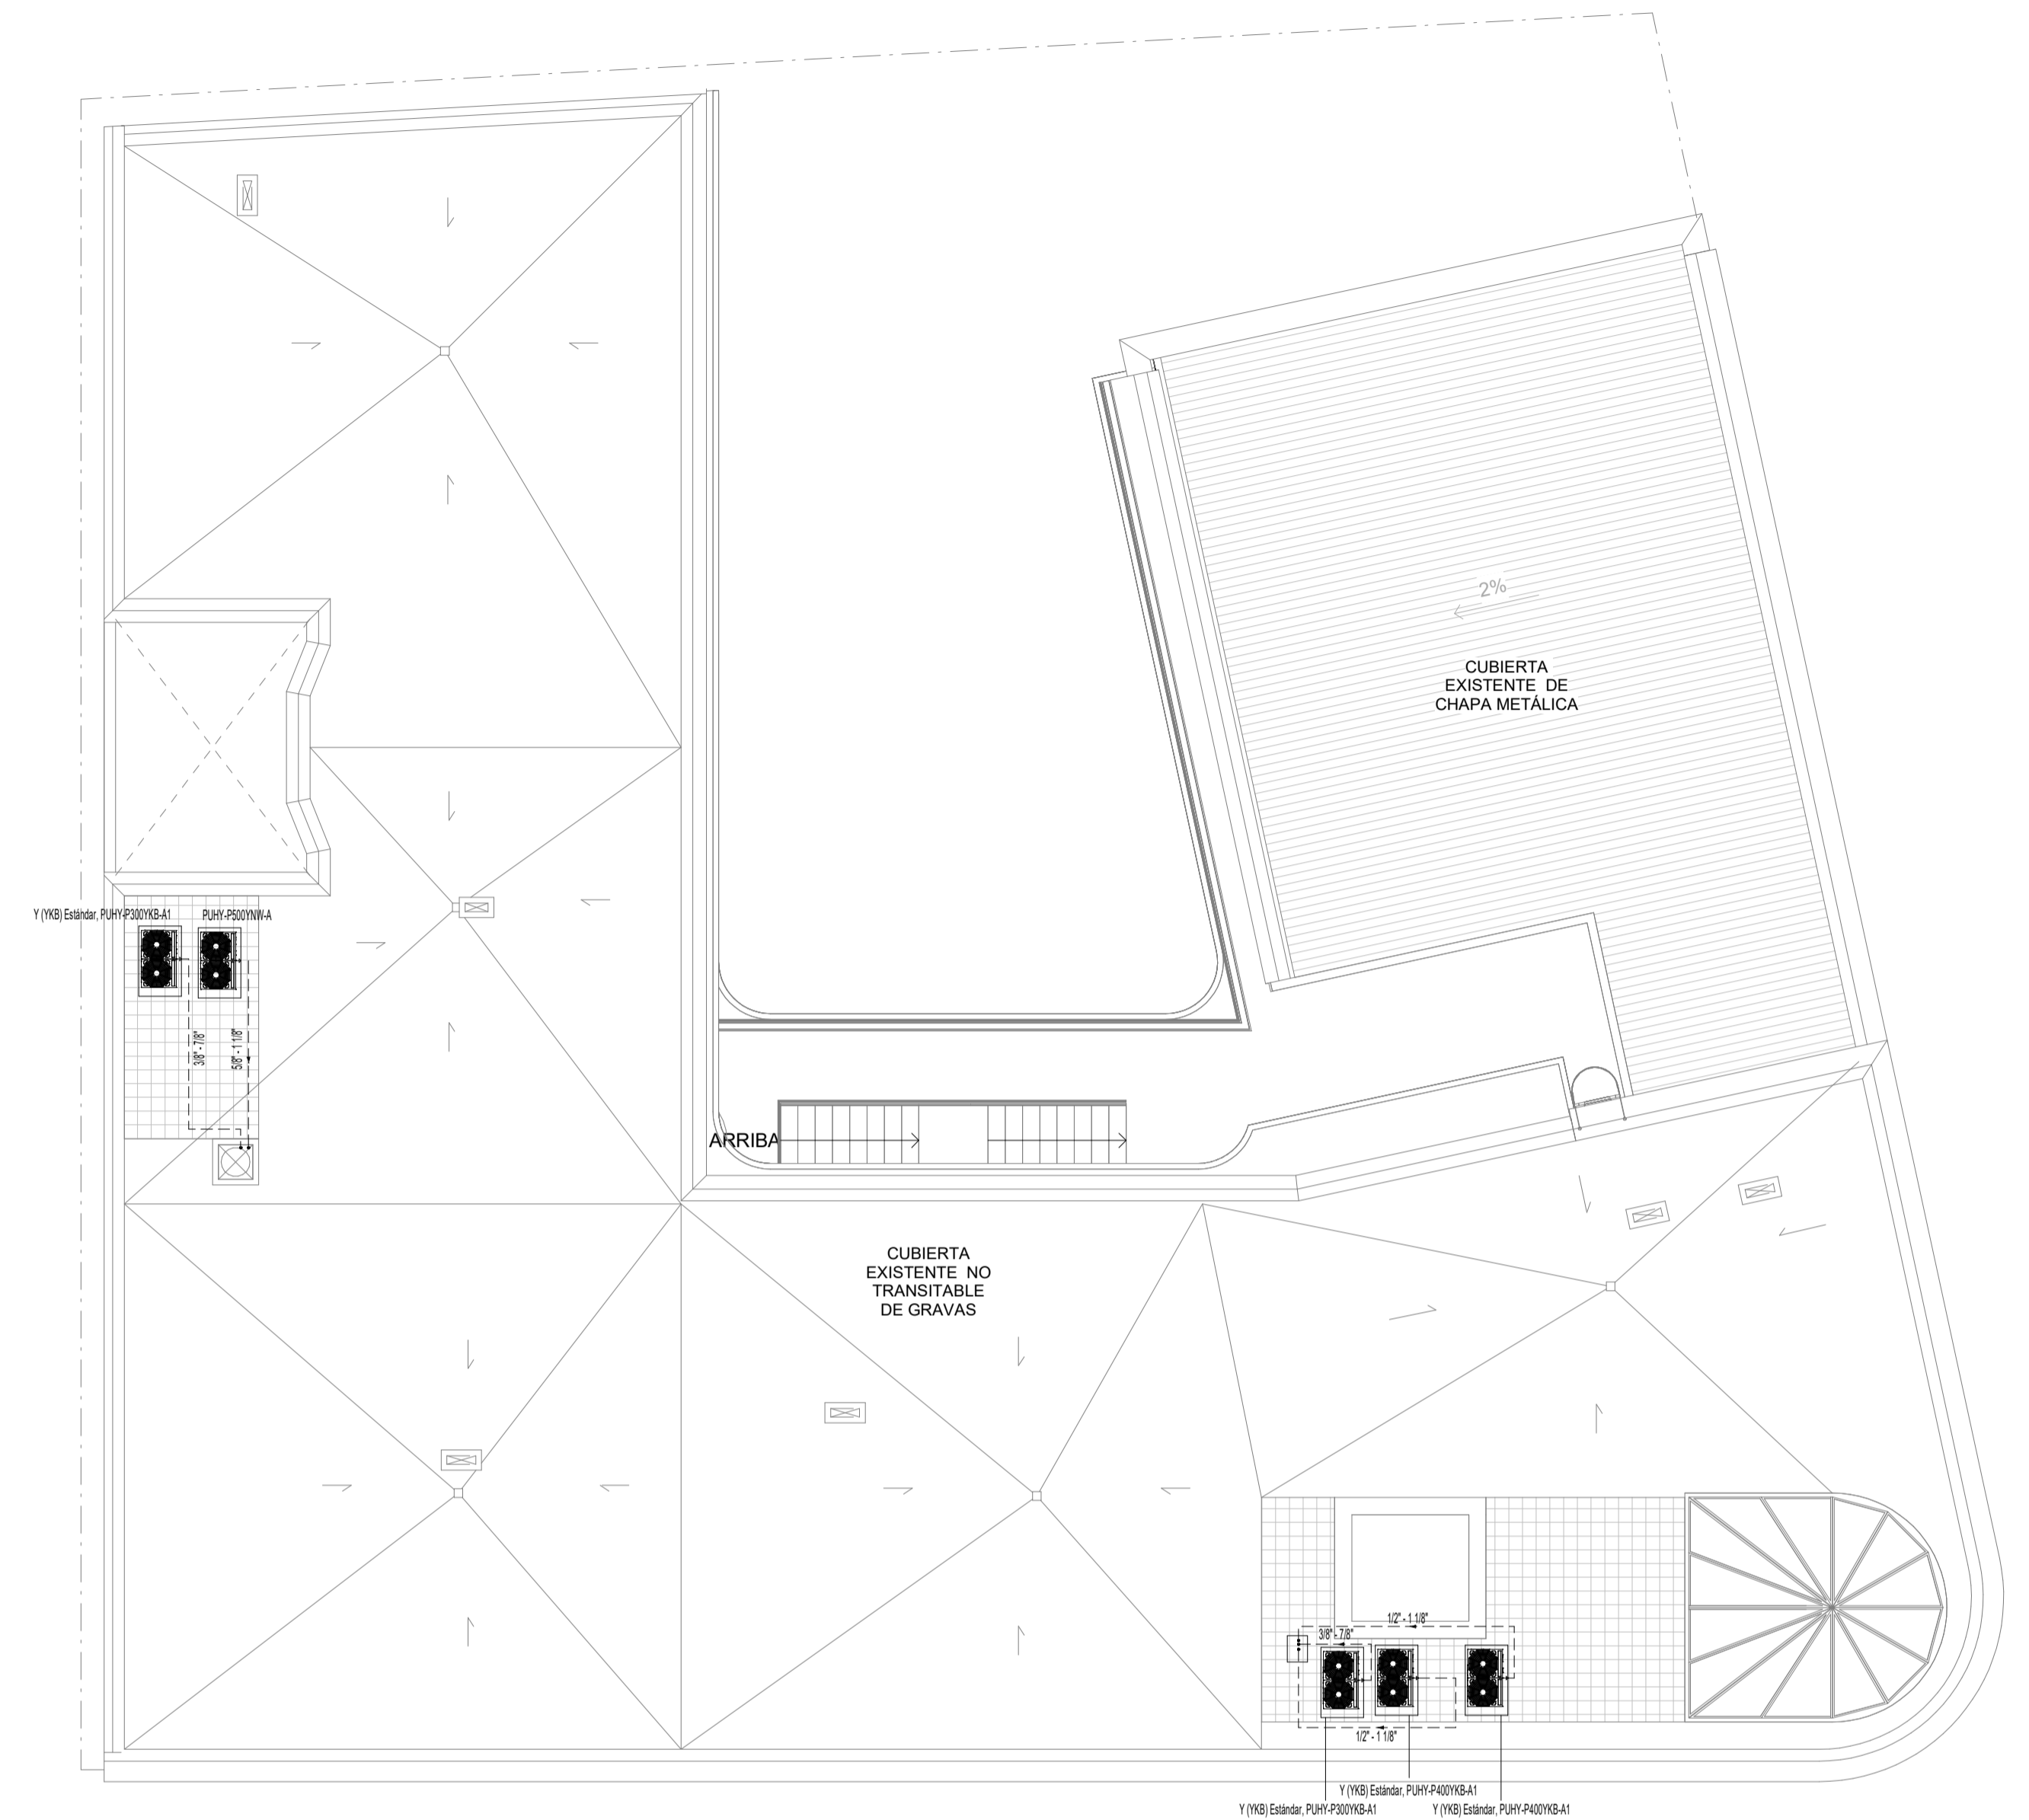 2%
CUBIERTA
EXISTENTE DE
CHAPA METÁLICA
Y (YKB) Estándar, PUHY-P300YKB-A1
PUHY-P500YNW-A
3/8" - 7/8"
5/8" - 1 1/8"
ARRIBA
CUBIERTA
EXISTENTE NO
TRANSITABLE
DE GRAVAS
1/2" - 1 1/8"
3/8" - 7/8"
1/2" - 1 1/8"
Y (YKB) Estándar, PUHY-P400YKB-A1
Y (YKB) Estándar, PUHY-P300YKB-A1
Y (YKB) Estándar, PUHY-P400YKB-A1